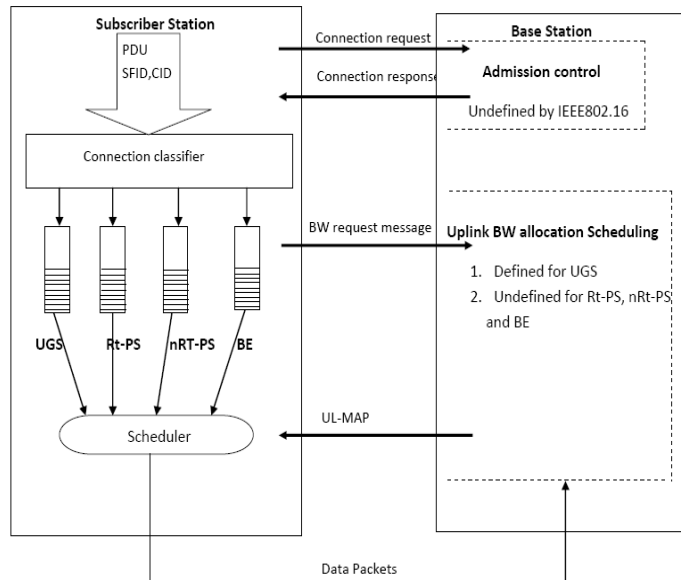 Subscriber Station
PDU
SFID,CID
Connection classifier
UGS
Rt-PS
nRT-PS
BE
Scheduler
Connection request
Connection response
BW request message
UL-MAP
Data Packets
Base Station
Admission control
Undefined by IEEE802.16
Uplink BW allocation Scheduling
1. Defined for UGS
2. Undefined for Rt-PS, nRt-PS
and BE